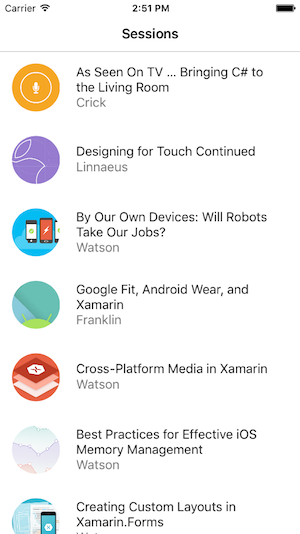 Carrier 2:51 PM
Sessions
As Seen On TV ... Bringing C# to
the Living Room
Crick
Designing for Touch Continued
Linnaeus
By Our Own Devices: Will Robots
Take Our Jobs?
Watson
Google Fit, Android Wear, and
Xamarin
Franklin
Cross-Platform Media in Xamarin
Watson
Best Practices for Effective iOS
Memory Management
Watson
Creating Custom Layouts in
Xamarin.Forms